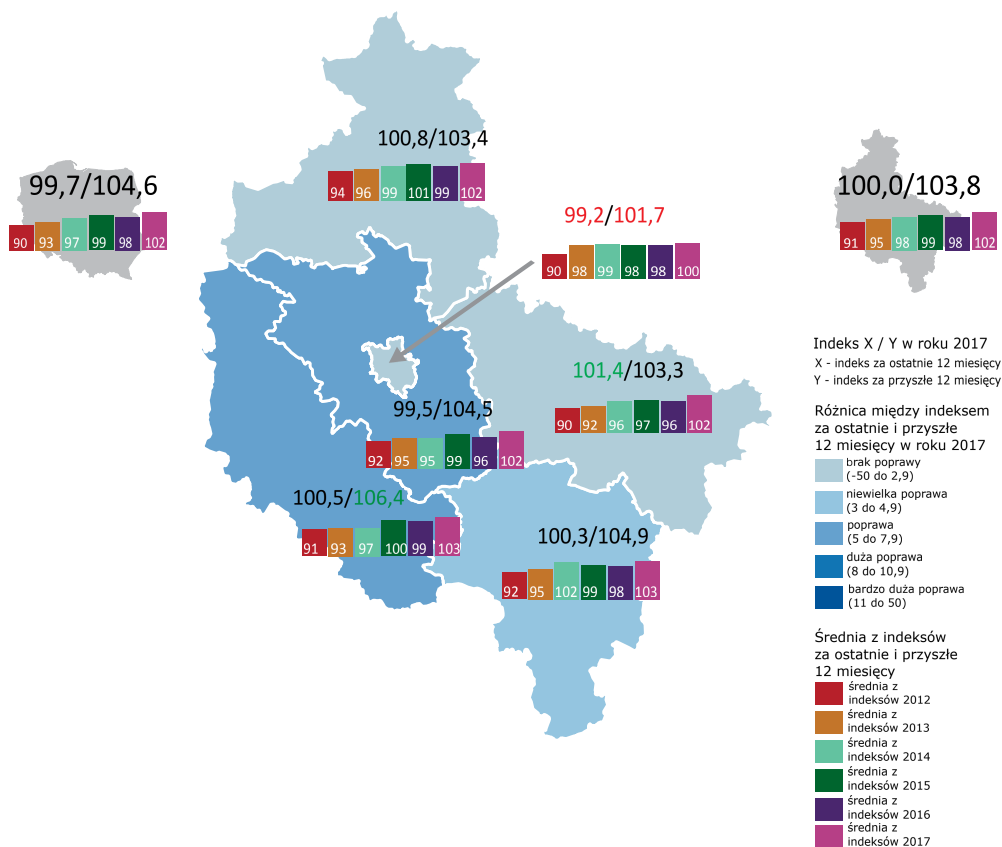 100,8/103,4
94 96 99 101 99 102
99,7/104,6
90 93 97 99 98 102
100,0/103,8
91 95 98 99 98 102
99,2/101,7
90 98 99 98 98 100
101,4/103,3
90 92 96 97 96 102
99,5/104,5
92 95 95 99 96 102
100,5/106,4
91 93 97 100 99 103
100,3/104,9
92 95 102 99 98 103
Indeks X / Y w roku 2017
X - indeks za ostatnie 12 miesięcy
Y - indeks za przyszłe 12 miesięcy
Różnica między indeksem
za ostatnie i przyszłe
12 miesięcy w roku 2017
brak poprawy
(-50 do 2,9)
niewielka poprawa
(3 do 4,9)
poprawa
(5 do 7,9)
duża poprawa
(8 do 10,9)
bardzo duża poprawa
(11 do 50)
Średnia z indeksów
za ostatnie i przyszłe
12 miesięcy
średnia z
indeksów 2012
średnia z
indeksów 2013
średnia z
indeksów 2014
średnia z
indeksów 2015
średnia z
indeksów 2016
średnia z
indeksów 2017